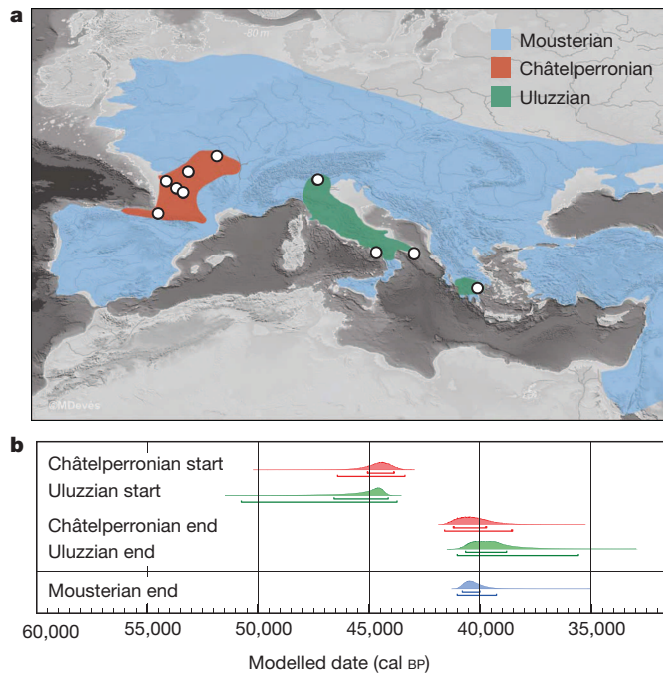 a
-80 m
Mousterian
Châtelperronian
Uluzzian
@MDevès
b
Châtelperronian start
Uluzzian start
Châtelperronian end
Uluzzian end
Mousterian end
60,000 55,000 50,000 45,000 40,000 35,000
Modelled date (cal BP)